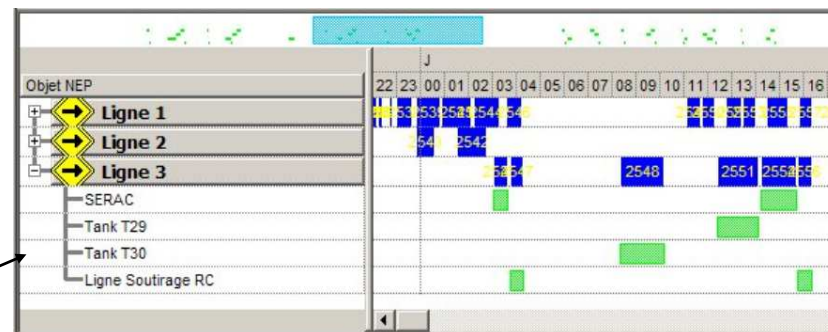 J
Objet NEP 22 23 00 01 02 03 04 05 06 07 08 09 10 11 12 13 14 15 16
Ligne 1
Ligne 2 2542
Ligne 3 2548 2551
SERAC
Tank T29
Tank T30
Ligne Soutirage RC